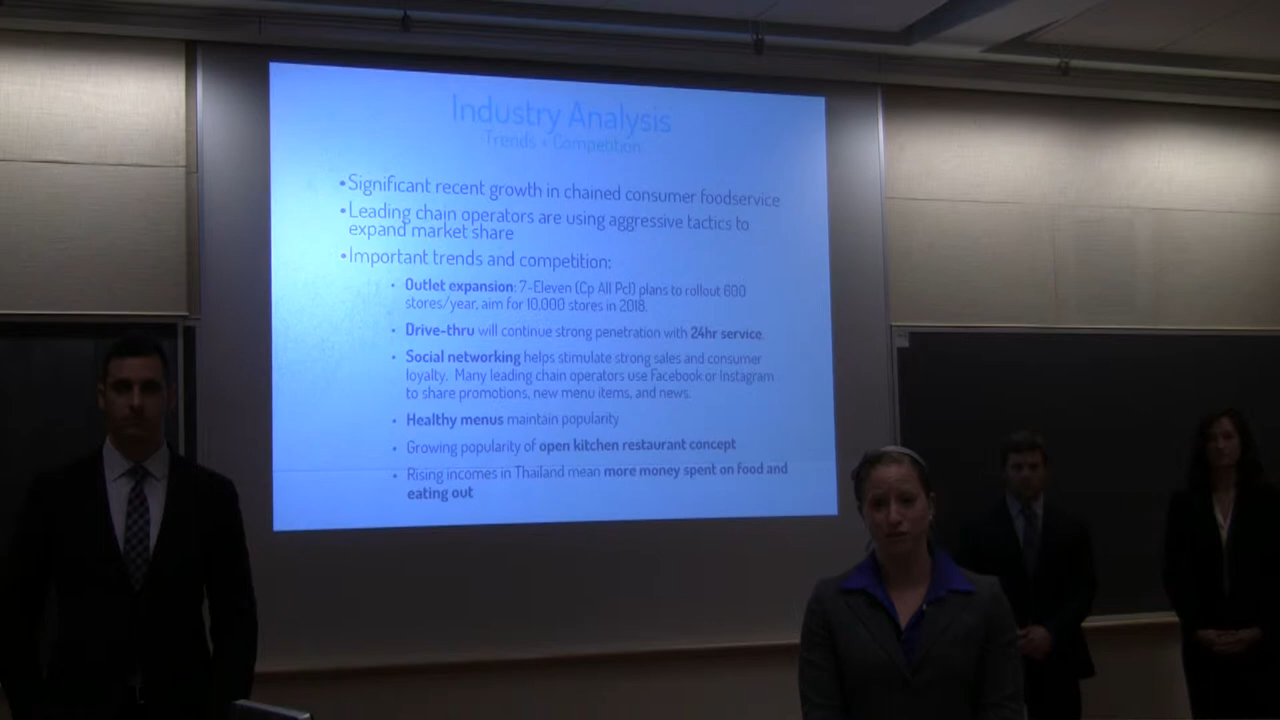 Industry Analysis
Trends + Competition
•Significant recent growth in chained consumer foodservice
•Leading chain operators are using aggressive tactics to
expand market share
•Important trends and competition:
• Outlet expansion: 7-Eleven (Cp All Pcl) plans to rollout 600
stores/year, aim for 10,000 stores in 2018.
• Drive-thru will continue strong penetration with 24hr service.
• Social networking helps stimulate strong sales and consumer
loyalty. Many leading chain operators use Facebook or Instagram
to share promotions, new menu items, and news.
• Healthy menus maintain popularity
• Growing popularity of open kitchen restaurant concept
• Rising incomes in Thailand mean more money spent on food and
eating out